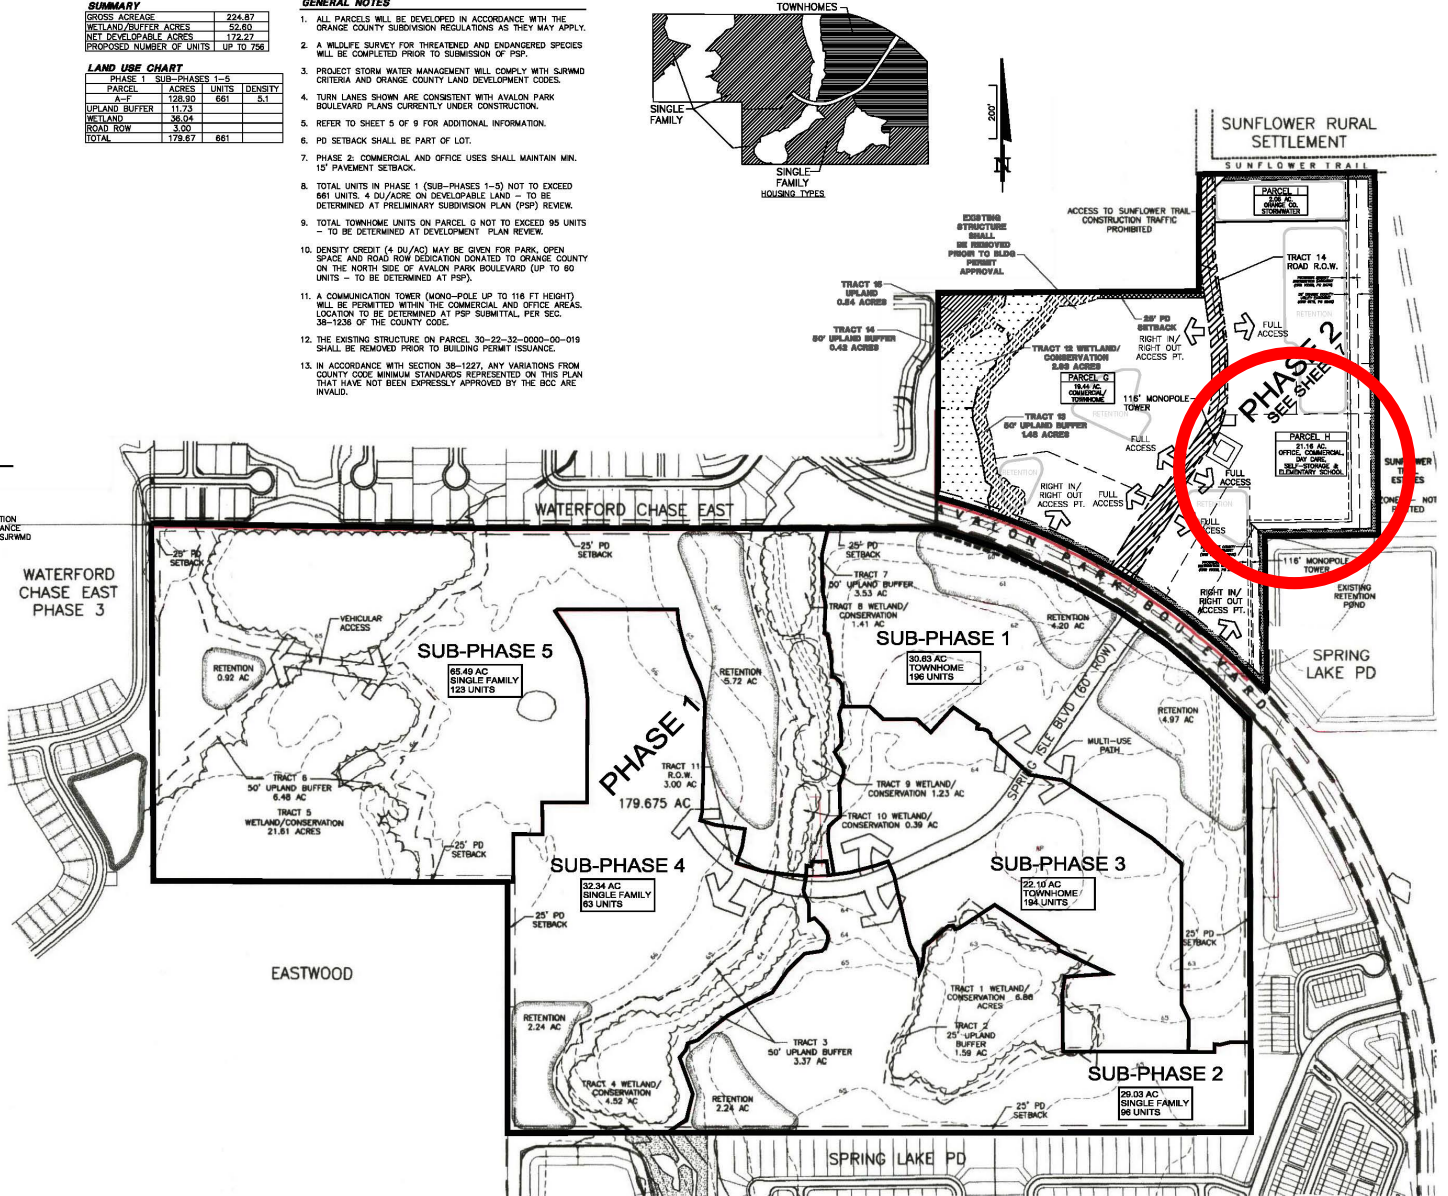 SUMMARY
GROSS ACREAGE 224.87
WETLAND/BUFFER ACRES 52.60
NET DEVELOPABLE ACRES 172.27
PROPOSED NUMBER OF UNITS UP TO 756
LAND USE CHART
PHASE 1 SUB-PHASES 1-5
PARCEL ACRES UNITS DENSITY
A-F 128.90 661 5.1
UPLAND BUFFER 11.73
WETLAND 36.04
ROAD ROW 3.00
TOTAL 179.67 661
GENERAL NOTES
1. ALL PARCELS WILL BE DEVELOPED IN ACCORDANCE WITH THE
ORANGE COUNTY SUBDIVISION REGULATIONS AS THEY MAY APPLY.
2. A WILDLIFE SURVEY FOR THREATENED AND ENDANGERED SPECIES
WILL BE COMPLETED PRIOR TO SUBMISSION OF PSP.
3. PROJECT STORM WATER MANAGEMENT WILL COMPLY WITH SJRWMD
CRITERIA AND ORANGE COUNTY LAND DEVELOPMENT CODES.
4. TURN LANES SHOWN ARE CONSISTENT WITH AVALON PARK
BOULEVARD PLANS CURRENTLY UNDER CONSTRUCTION.
5. REFER TO SHEET 5 OF 9 FOR ADDITIONAL INFORMATION.
6. PD SETBACK SHALL BE PART OF LOT.
7. PHASE 2: COMMERCIAL AND OFFICE USES SHALL MAINTAIN MIN.
15' PAVEMENT SETBACK.
8. TOTAL UNITS IN PHASE 1 (SUB-PHASES 1-5) NOT TO EXCEED
661 UNITS. 4 DU/ACRE ON DEVELOPABLE LAND - TO BE
DETERMINED AT PRELIMINARY SUBDIVISION PLAN (PSP) REVIEW.
9. TOTAL TOWNHOME UNITS ON PARCEL G NOT TO EXCEED 95 UNITS
- TO BE DETERMINED AT DEVELOPMENT PLAN REVIEW.
10. DENSITY CREDIT (4 DU/AC) MAY BE GIVEN FOR PARK, OPEN
SPACE AND ROAD ROW DEDICATION DONATED TO ORANGE COUNTY
ON THE NORTH SIDE OF AVALON PARK BOULEVARD (UP TO 60
UNITS - TO BE DETERMINED AT PSP).
11. A COMMUNICATION TOWER (MONO-POLE UP TO 116 FT HEIGHT)
WILL BE PERMITTED WITHIN THE COMMERCIAL AND OFFICE AREAS.
LOCATION TO BE DETERMINED AT PSP SUBMITTAL, PER SEC.
38-1236 OF THE COUNTY CODE.
12. THE EXISTING STRUCTURE ON PARCEL 30-22-32-0000-00-019
SHALL BE REMOVED PRIOR TO BUILDING PERMIT ISSUANCE.
13. IN ACCORDANCE WITH SECTION 38-1227, ANY VARIATIONS FROM
COUNTY CODE MINIMUM STANDARDS REPRESENTED ON THIS PLAN
THAT HAVE NOT BEEN EXPRESSLY APPROVED BY THE BCC ARE
INVALID.
TOWNHOMES
SINGLE
FAMILY
SINGLE
FAMILY
HOUSING TYPES
200'
N
SUNFLOWER RURAL
SETTLEMENT
SUNFLOWER TRAIL
ACCESS TO SUNFLOWER TRAIL
CONSTRUCTION TRAFFIC
PROHIBITED
PARCEL I
2.06 AC.
ORANGE CO.
STORMWATER
EXISTING
STRUCTURE
SHALL
BE REMOVED
PRIOR TO BLDG
PERMIT
APPROVAL
TRACT 14
ROAD R.O.W.
RETENTION
TRACT 15
UPLAND
0.54 ACRES
TRACT 14
50' UPLAND BUFFER
0.42 ACRES
25' PD
SETBACK
RIGHT IN/
RIGHT OUT
ACCESS PT.
FULL
ACCESS
TRACT 12 WETLAND/
CONSERVATION
2.93 ACRES
PARCEL G
19.44 AC.
COMMERCIAL/
TOWNHOME
RETENTION
116' MONOPOLE
TOWER
TRACT 13
50' UPLAND BUFFER
1.46 ACRES
PHASE 2
SEE SHEET 7
PARCEL H
21.16 AC.
OFFICE, COMMERCIAL,
DAY CARE,
SELF-STORAGE &
ELEMENTARY SCHOOL
FULL
ACCESS
FULL
ACCESS
RETENTION
RIGHT IN/
RIGHT OUT
ACCESS PT.
FULL
ACCESS
RETENTION
FULL
ACCESS
NOT
116' MONOPOLE
TOWER
EXISTING
RETENTION
POND
RIGHT IN/
RIGHT OUT
ACCESS PT.
SPRING
LAKE PD
AVALON PARK BOULEVARD
WATERFORD CHASE EAST
SJRWMD
WATERFORD
CHASE EAST
PHASE 3
25' PD
SETBACK
25' PD
SETBACK
25' PD
SETBACK
VEHICULAR
ACCESS
RETENTION
0.92 AC
SUB-PHASE 5
65.49 AC
SINGLE FAMILY
123 UNITS
TRACT 7
50' UPLAND BUFFER
3.53 AC
TRACT 8 WETLAND/
CONSERVATION
1.41 AC
RETENTION
5.72 AC
SUB-PHASE 1
30.63 AC
TOWNHOME
196 UNITS
RETENTION
4.20 AC
RETENTION
4.97 AC
MULTI-USE
PATH
SPRING ISLE BLVD (60' ROW)
PHASE 1
179.675 AC
TRACT 11
R.O.W.
3.00 AC
TRACT 9 WETLAND/
CONSERVATION 1.23 AC
TRACT 10 WETLAND/
CONSERVATION 0.39 AC
TRACT 6
50' UPLAND BUFFER
6.48 AC
TRACT 5
WETLAND/CONSERVATION
21.61 ACRES
25' PD
SETBACK
SUB-PHASE 4
32.34 AC
SINGLE FAMILY
63 UNITS
SUB-PHASE 3
22.10 AC
TOWNHOME
194 UNITS
25' PD
SETBACK
25' PD
SETBACK
EASTWOOD
TRACT 1 WETLAND/
CONSERVATION 6.86
ACRES
TRACT 2
25' UPLAND
BUFFER
1.59 AC
RETENTION
2.24 AC
TRACT 3
50' UPLAND BUFFER
3.37 AC
TRACT 4 WETLAND/
CONSERVATION
4.52 AC
RETENTION
2.24 AC
SUB-PHASE 2
29.03 AC
SINGLE FAMILY
96 UNITS
25' PD
SETBACK
SPRING LAKE PD